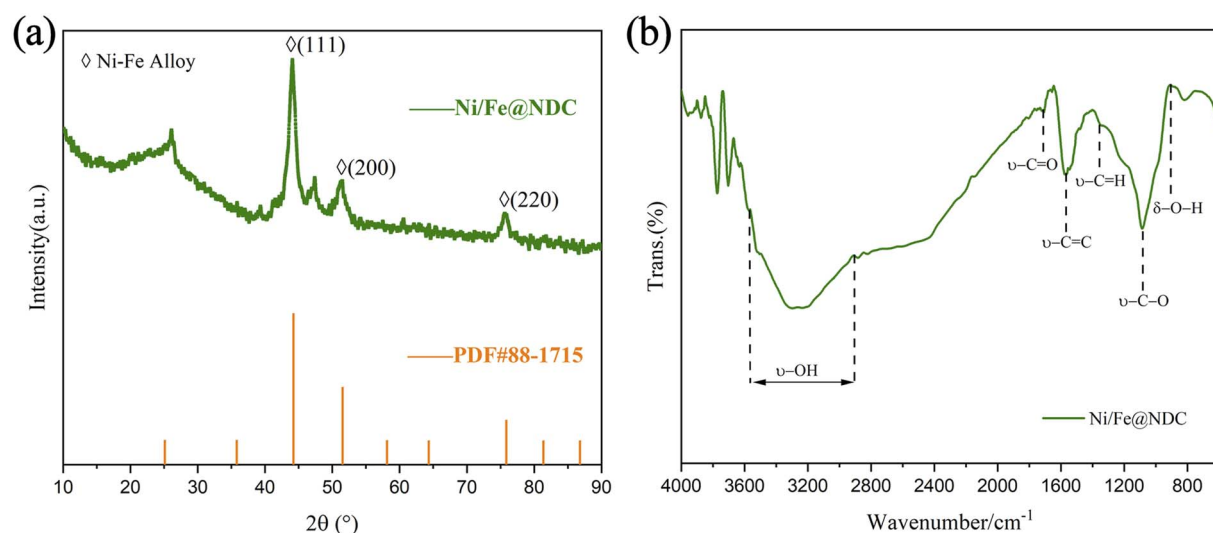 (a)
◊ Ni-Fe Alloy
◊(111)
Ni/Fe@NDC
◊(200)
◊(220)
PDF#88-1715
Intensity(a.u.)
10 20 30 40 50 60 70 80 90
2θ (°)
(b)
υ–C=O
υ–C=H
δ–O–H
υ–C=C
υ–C–O
υ–OH
Ni/Fe@NDC
Trans.(%)
4000 3600 3200 2800 2400 2000 1600 1200 800
Wavenumber/cm⁻¹